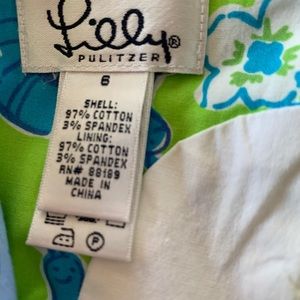 Lilly®
PULITZER
6
SHELL:
97% COTTON
3% SPANDEX
LINING:
97% COTTON
3% SPANDEX
RN# 88189
MADE IN
CHINA
P